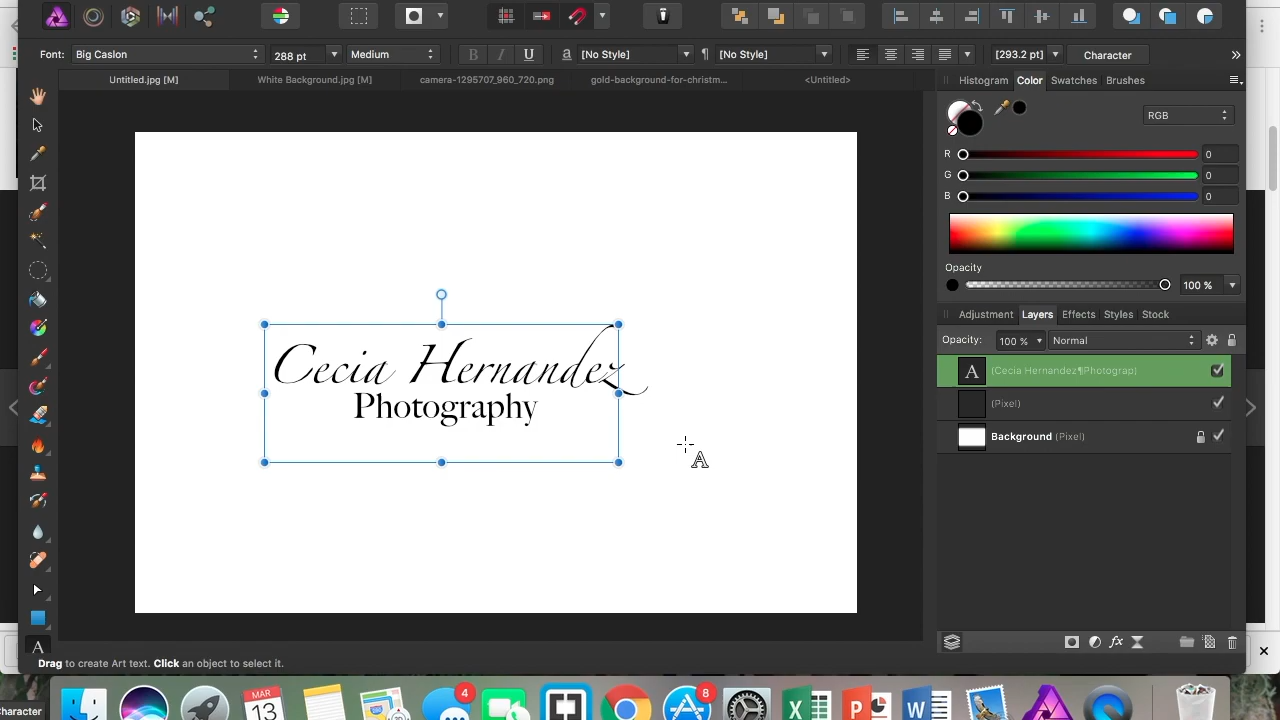 Font: Big Caslon 288 pt Medium B I U a [No Style] ¶ [No Style] [293.2 pt] Character »
Untitled.jpg [M] White Background.jpg [M] camera-1295707_960_720.png gold-background-for-christm... <Untitled>
Histogram Color Swatches Brushes
RGB
R 0
G 0
B 0
Opacity
100 %
Adjustment Layers Effects Styles Stock
Opacity: 100 % Normal
A (Cecia Hernandez¶Photograp)
(Pixel)
Background (Pixel)
Cecia Hernandez
Photography
A
A
fx
Drag to create Art text. Click an object to select it.
4
8
MAR
13
Character